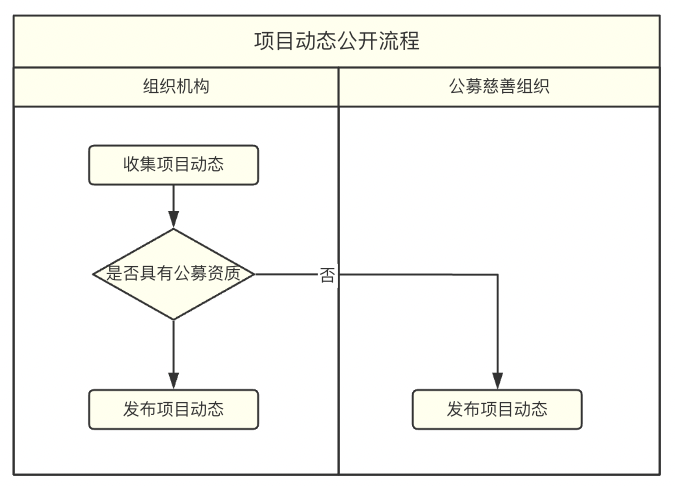 项目动态公开流程
组织机构
公募慈善组织
收集项目动态
是否具有公募资质
否
发布项目动态
发布项目动态